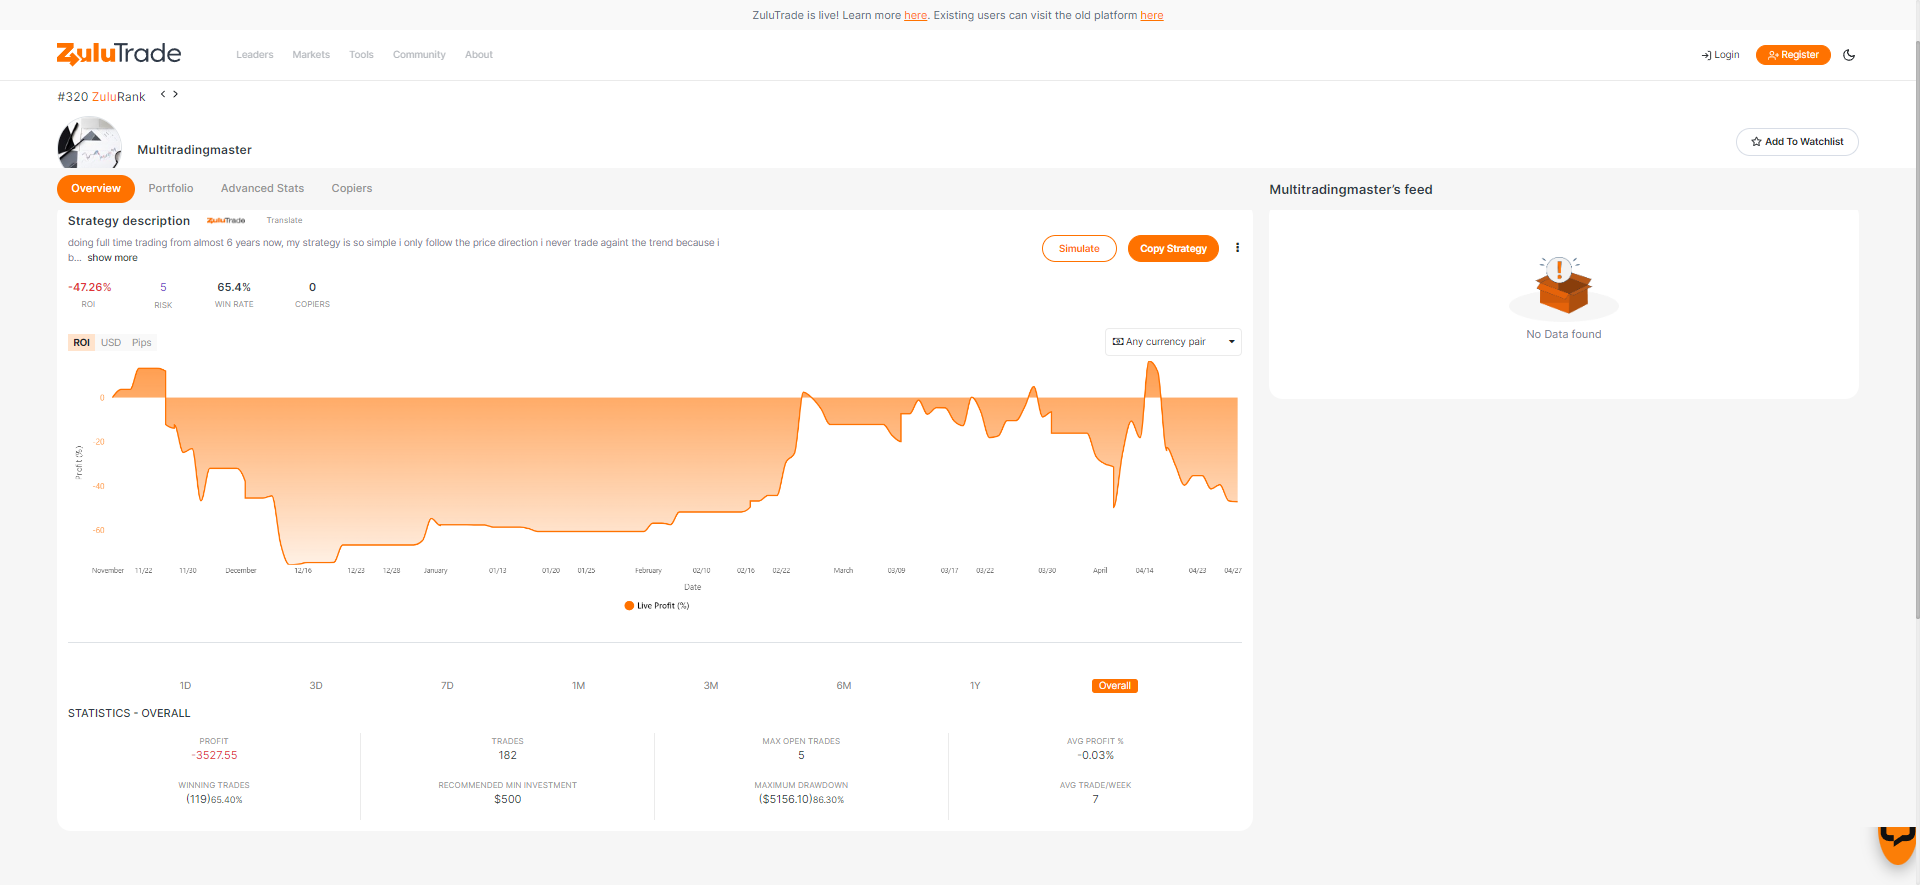 ZuluTrade is live! Learn more here. Existing users can visit the old platform here
ZuluTrade
Leaders Markets Tools Community About
Login Register
#320 ZuluRank < >
Multitradingmaster
Add To Watchlist
Overview Portfolio Advanced Stats Copiers
Multitradingmaster's feed
Strategy description ZuluTrade Translate
doing full time trading from almost 6 years now, my strategy is so simple i only follow the price direction i never trade againt the trend because i
b... show more
Simulate Copy Strategy
-47.26% 5 65.4% 0
ROI RISK WIN RATE COPIERS
No Data found
ROI USD Pips
Any currency pair
0
-20
-40
-60
Profit (%)
November 11/22 11/30 December 12/16 12/23 12/28 January 01/13 01/20 01/25 February 02/10 02/16 02/22 March 03/09 03/17 03/22 03/30 April 04/14 04/23 04/27
Date
Live Profit (%)
1D 3D 7D 1M 3M 6M 1Y Overall
STATISTICS - OVERALL
PROFIT TRADES MAX OPEN TRADES AVG PROFIT %
-3527.55 182 5 -0.03%
WINNING TRADES RECOMMENDED MIN INVESTMENT MAXIMUM DRAWDOWN AVG TRADE/WEEK
(119)65.40% $500 ($5156.10)86.30% 7